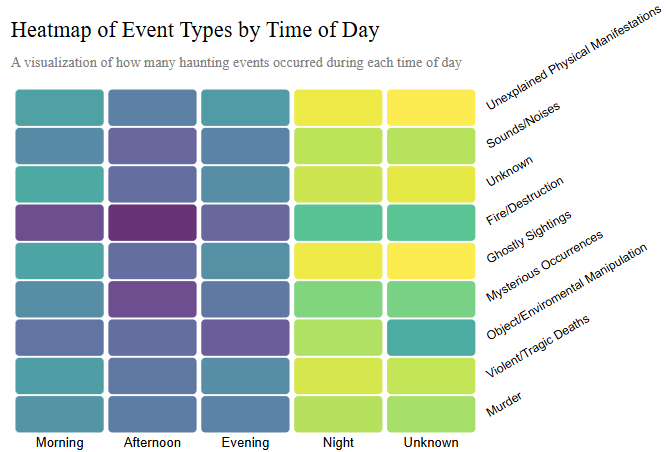 Heatmap of Event Types by Time of Day
A visualization of how many haunting events occurred during each time of day
Unexplained Physical Manifestations
Sounds/Noises
Unknown
Fire/Destruction
Ghostly Sightings
Mysterious Occurrences
Object/Enviromental Manipulation
Violent/Tragic Deaths
Murder
Morning Afternoon Evening Night Unknown